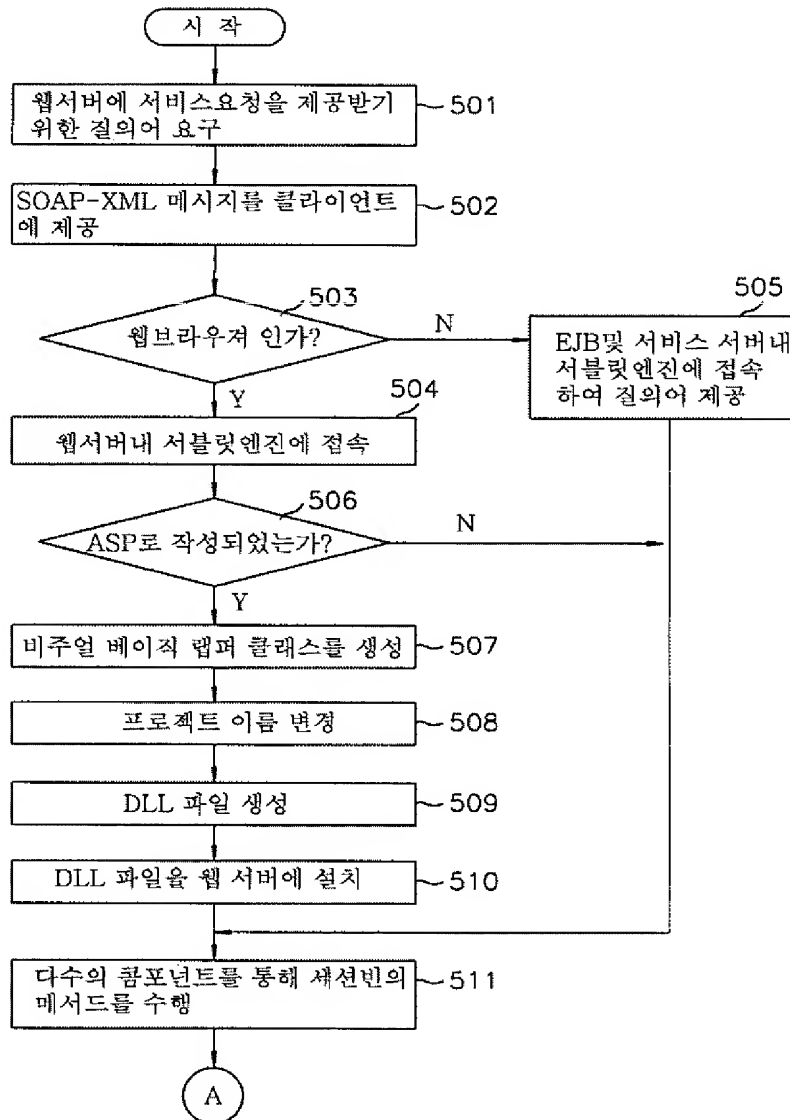 시 작
웹서버에 서비스요청을 제공받기
위한 질의어 요구
501
SOAP-XML 메시지를 클라이언트
에 제공
502
503
웹브라우져 인가?
N
Y
505
EJB및 서비스 서버내
서블릿엔진에 접속
하여 질의어 제공
504
웹서버내 서블릿엔진에 접속
506
ASP로 작성되었는가?
N
Y
비주얼 베이직 랩퍼 클래스를 생성
507
프로젝트 이름 변경
508
DLL 파일 생성
509
DLL 파일을 웹 서버에 설치
510
다수의 콤포넌트를 통해 세션빈의
메서드를 수행
511
A